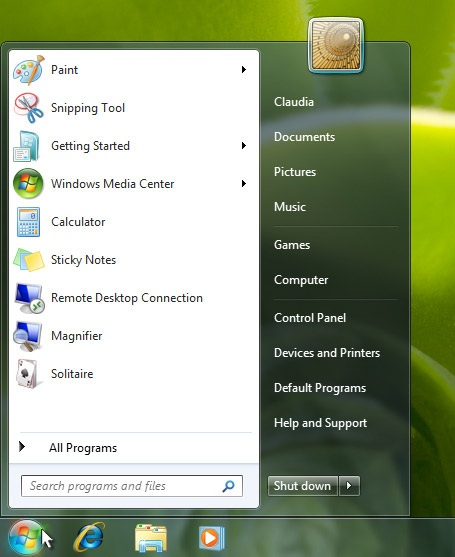 Paint
Snipping Tool
Getting Started
Windows Media Center
Calculator
Sticky Notes
Remote Desktop Connection
Magnifier
Solitaire
All Programs
Search programs and files
Claudia
Documents
Pictures
Music
Games
Computer
Control Panel
Devices and Printers
Default Programs
Help and Support
Shut down